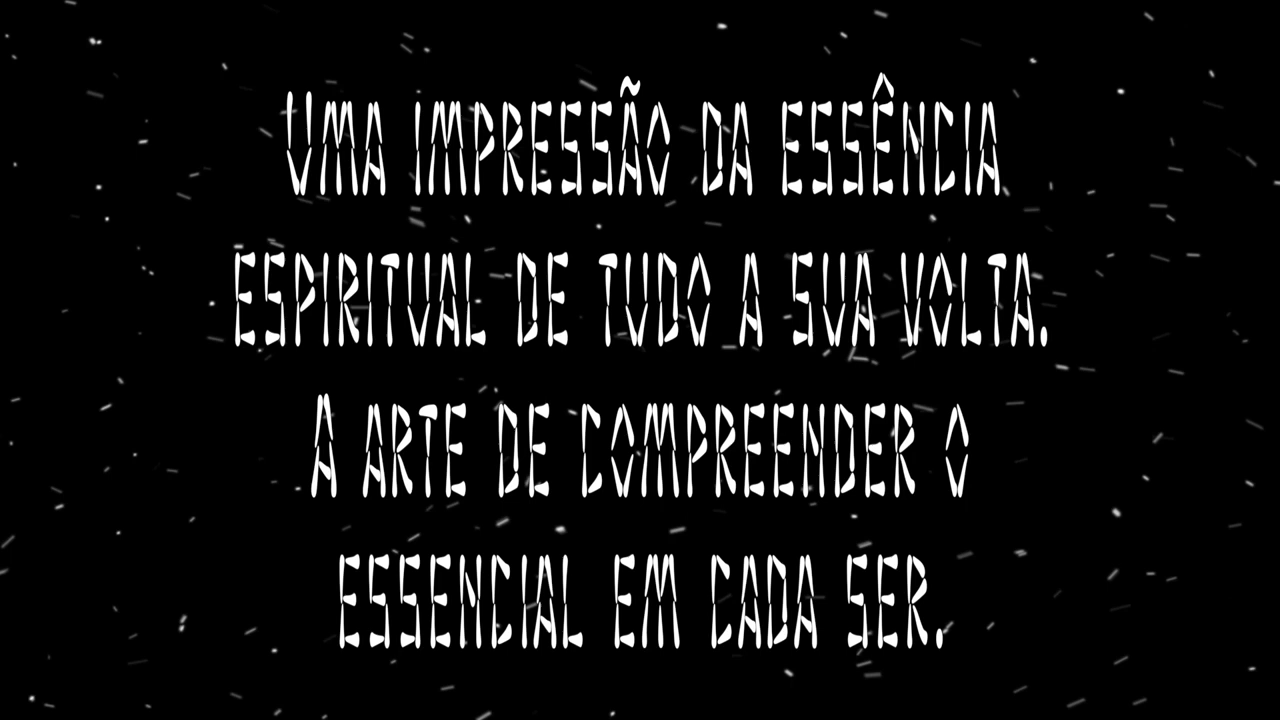 Uma impressão da essência
espiritual de tudo a sua volta.
A arte de compreender o
essencial em cada ser.